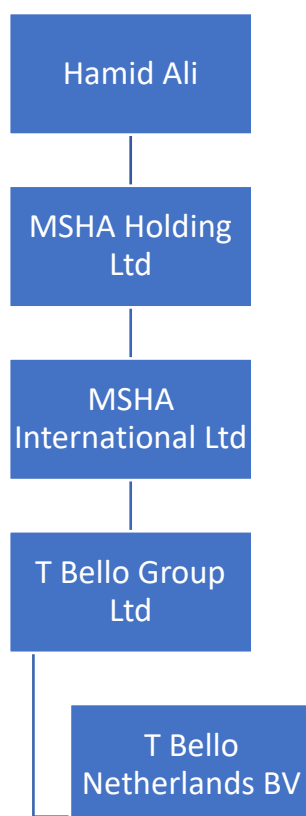 Hamid Ali
MSHA Holding
Ltd
MSHA
International Ltd
T Bello Group
Ltd
T Bello
Netherlands BV